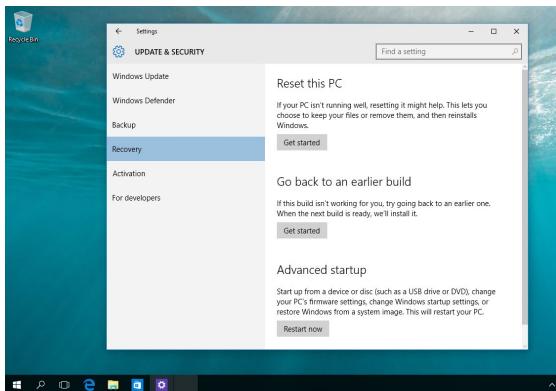 Recycle Bin
Settings
UPDATE & SECURITY
Find a setting
Windows Update
Windows Defender
Backup
Recovery
Activation
For developers
Reset this PC
If your PC isn't running well, resetting it might help. This lets you
choose to keep your files or remove them, and then reinstalls
Windows.
Get started
Go back to an earlier build
If this build isn't working for you, try going back to an earlier one.
When the next build is ready, we'll install it.
Get started
Advanced startup
Start up from a device or disc (such as a USB drive or DVD), change
your PC's firmware settings, change Windows startup settings, or
restore Windows from a system image. This will restart your PC.
Restart now